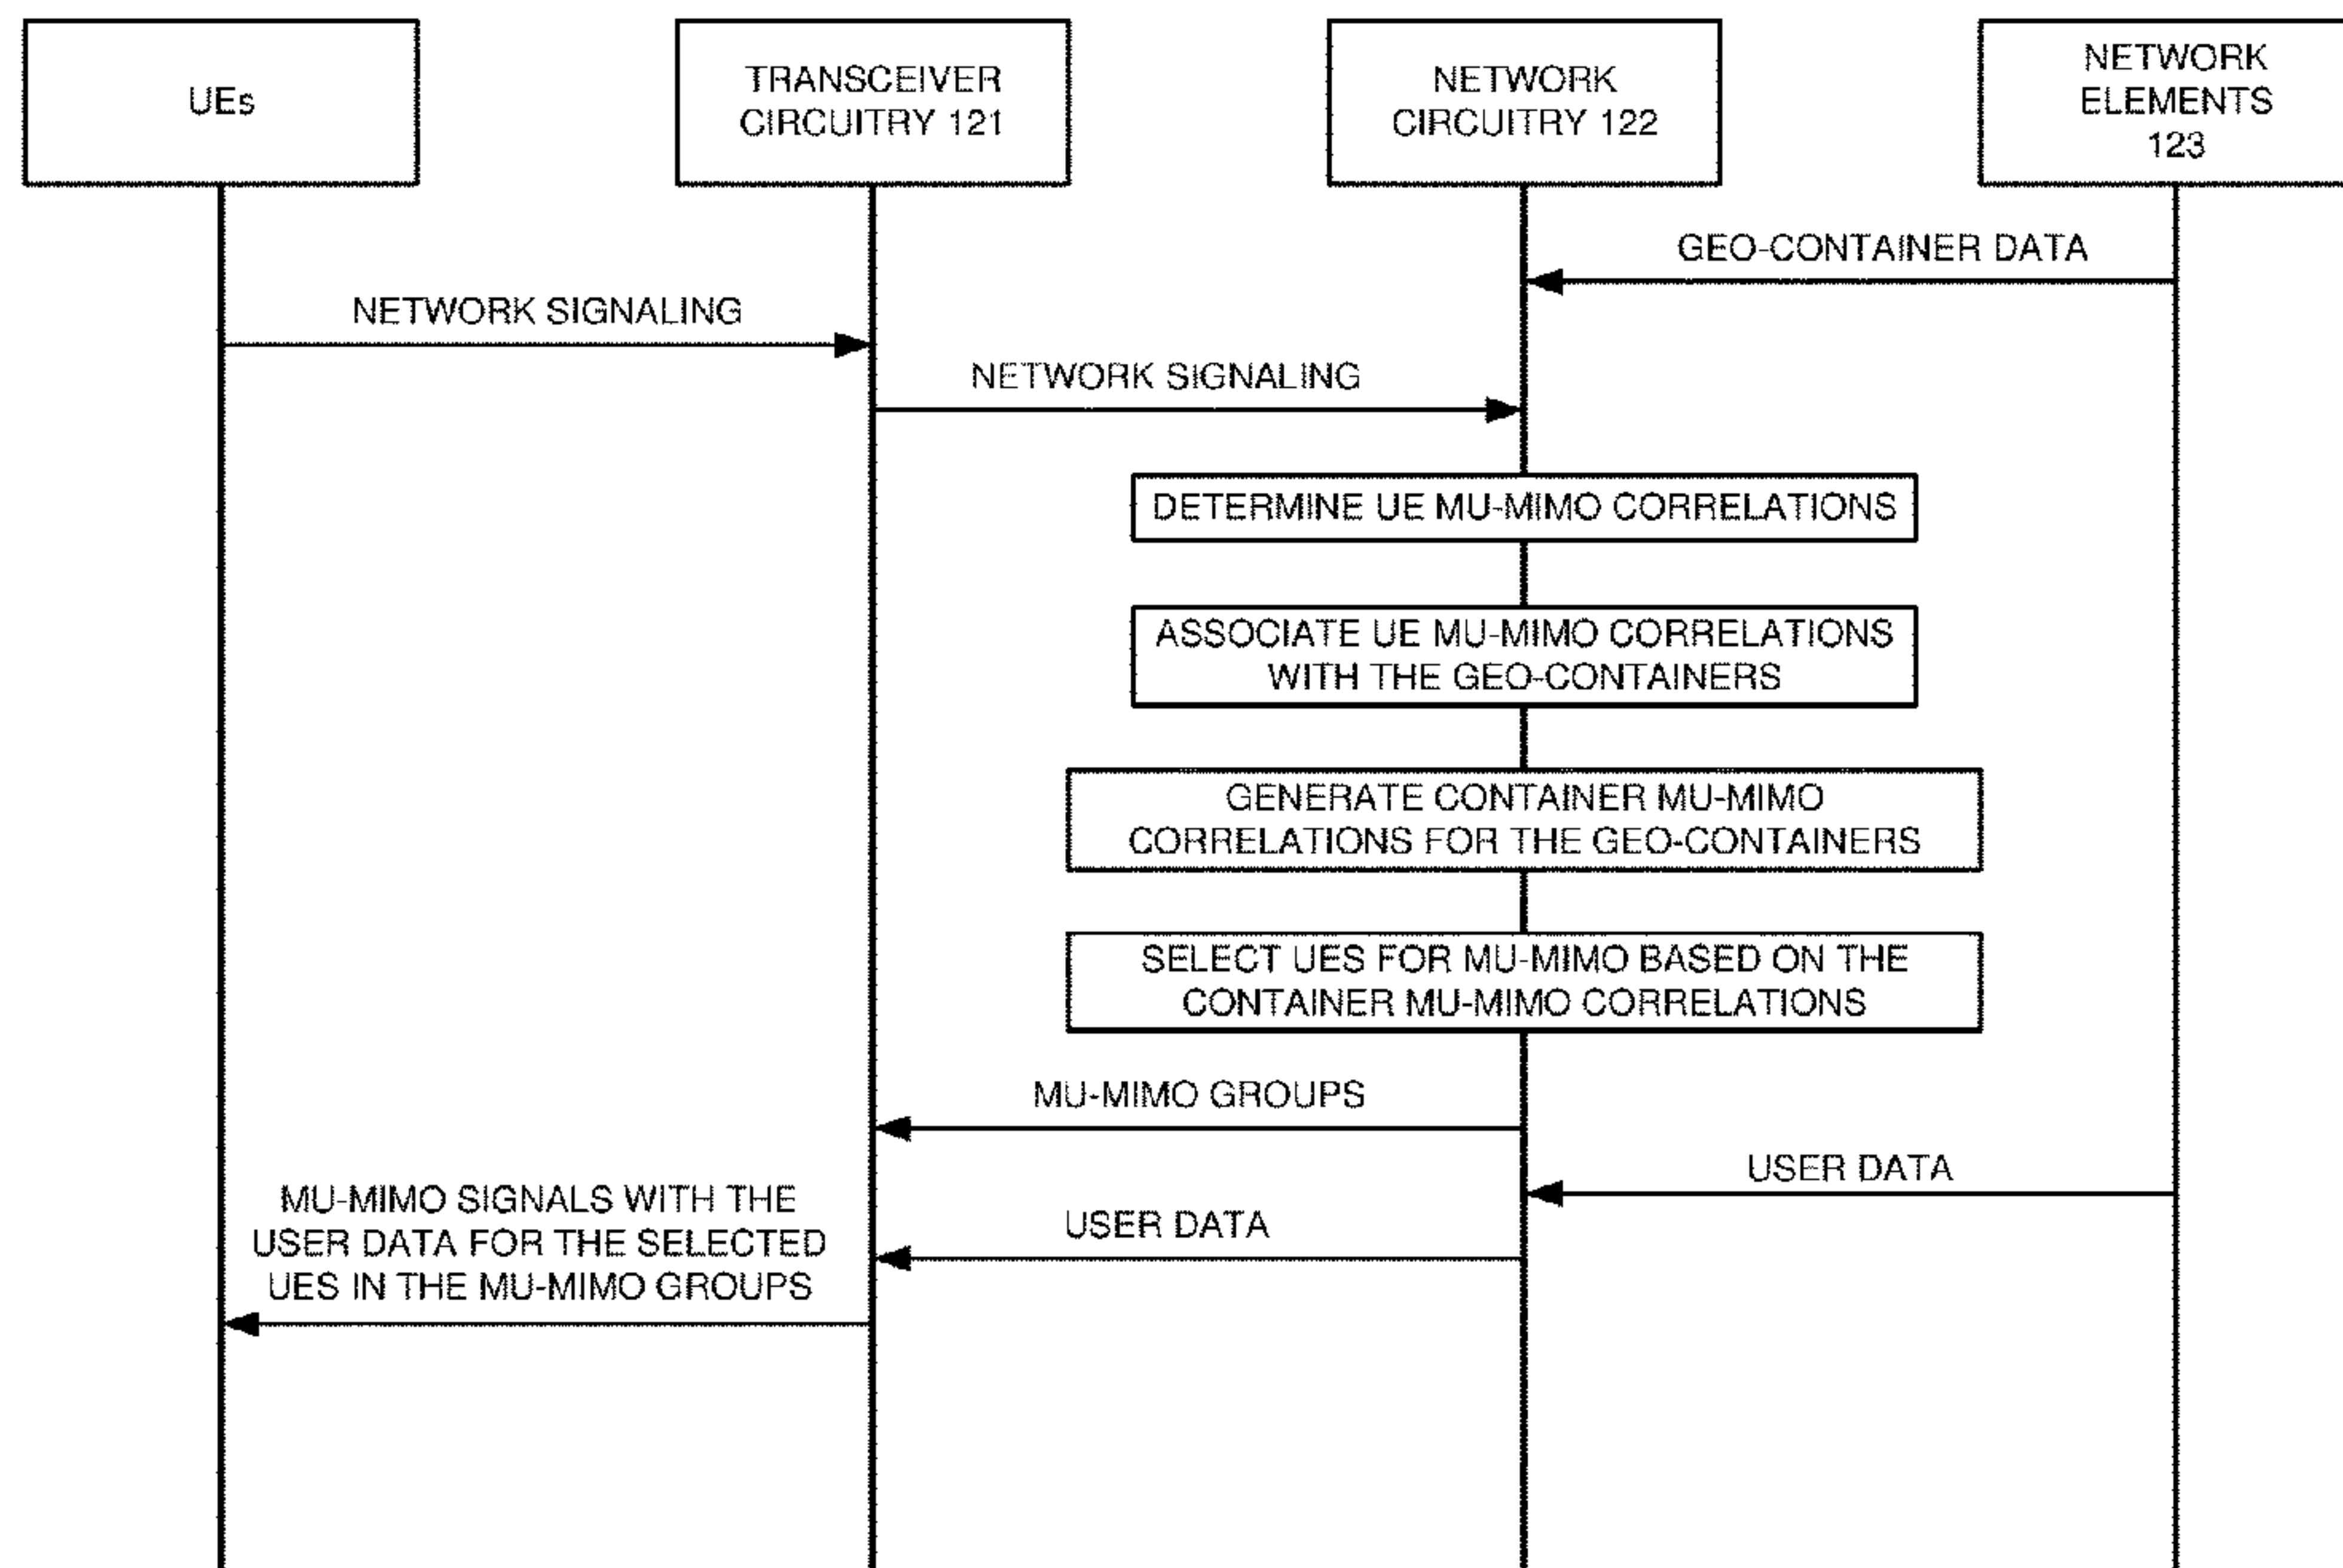 UEs
TRANSCEIVER
CIRCUITRY 121
NETWORK
CIRCUITRY 122
NETWORK
ELEMENTS
123
GEO-CONTAINER DATA
NETWORK SIGNALING
NETWORK SIGNALING
DETERMINE UE MU-MIMO CORRELATIONS
ASSOCIATE UE MU-MIMO CORRELATIONS
WITH THE GEO-CONTAINERS
GENERATE CONTAINER MU-MIMO
CORRELATIONS FOR THE GEO-CONTAINERS
SELECT UES FOR MU-MIMO BASED ON THE
CONTAINER MU-MIMO CORRELATIONS
MU-MIMO GROUPS
USER DATA
MU-MIMO SIGNALS WITH THE
USER DATA FOR THE SELECTED
UES IN THE MU-MIMO GROUPS
USER DATA